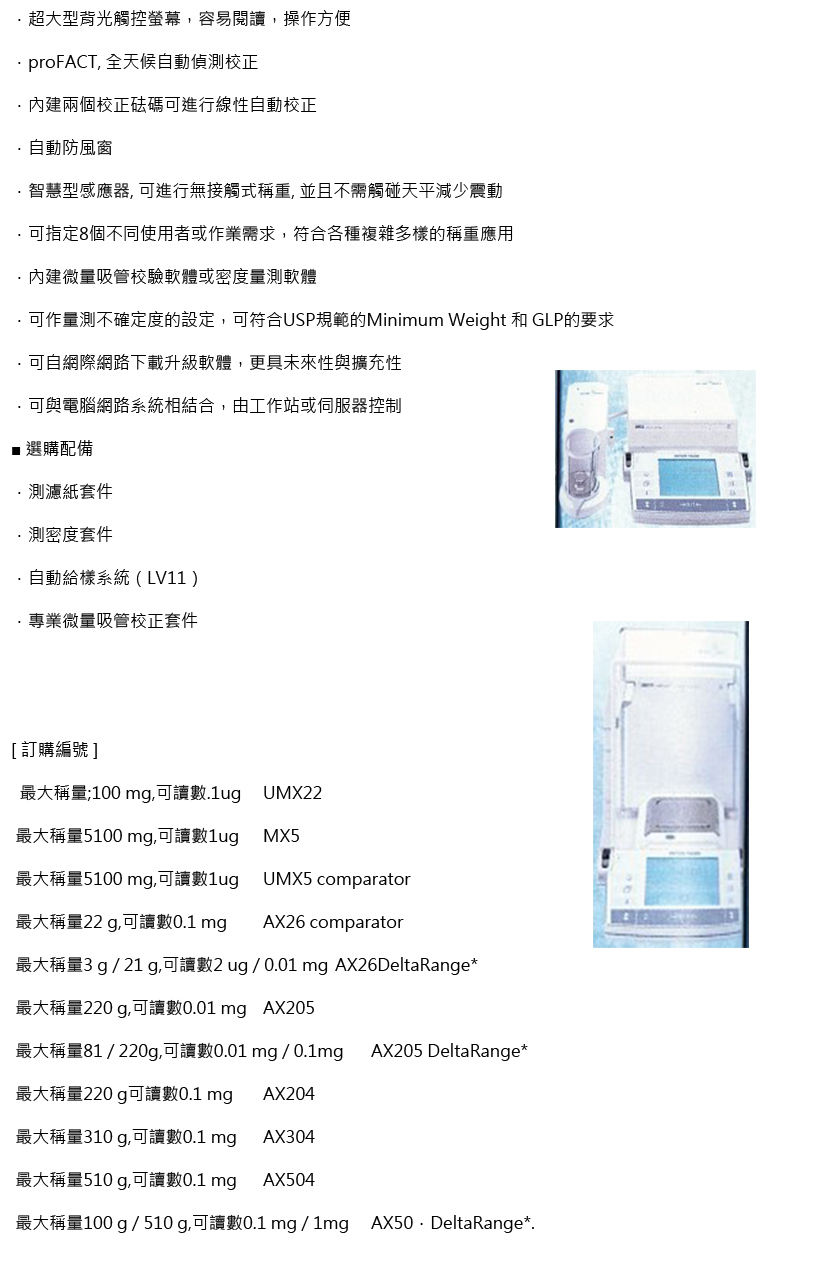 ．超大型背光觸控螢幕，容易閱讀，操作方便
．proFACT, 全天候自動偵測校正
．內建兩個校正砝碼可進行線性自動校正
．自動防風窗
．智慧型感應器, 可進行無接觸式稱重, 並且不需觸碰天平減少震動
．可指定8個不同使用者或作業需求，符合各種複雜多樣的稱重應用
．內建微量吸管校驗軟體或密度量測軟體
．可作量測不確定度的設定，可符合USP規範的Minimum Weight 和 GLP的要求
．可自網際網路下載升級軟體，更具未來性與擴充性
．可與電腦網路系統相結合，由工作站或伺服器控制
■ 選購配備
．測濾紙套件
．測密度套件
．自動給樣系統（LV11）
．專業微量吸管校正套件
[ 訂購編號 ]
最大稱量;100 mg,可讀數.1ug UMX22
最大稱量5100 mg,可讀數1ug MX5
最大稱量5100 mg,可讀數1ug UMX5 comparator
最大稱量22 g,可讀數0.1 mg AX26 comparator
最大稱量3 g / 21 g,可讀數2 ug / 0.01 mg AX26DeltaRange*
最大稱量220 g,可讀數0.01 mg AX205
最大稱量81 / 220g,可讀數0.01 mg / 0.1mg AX205 DeltaRange*
最大稱量220 g可讀數0.1 mg AX204
最大稱量310 g,可讀數0.1 mg AX304
最大稱量510 g,可讀數0.1 mg AX504
最大稱量100 g / 510 g,可讀數0.1 mg / 1mg AX50．DeltaRange*.